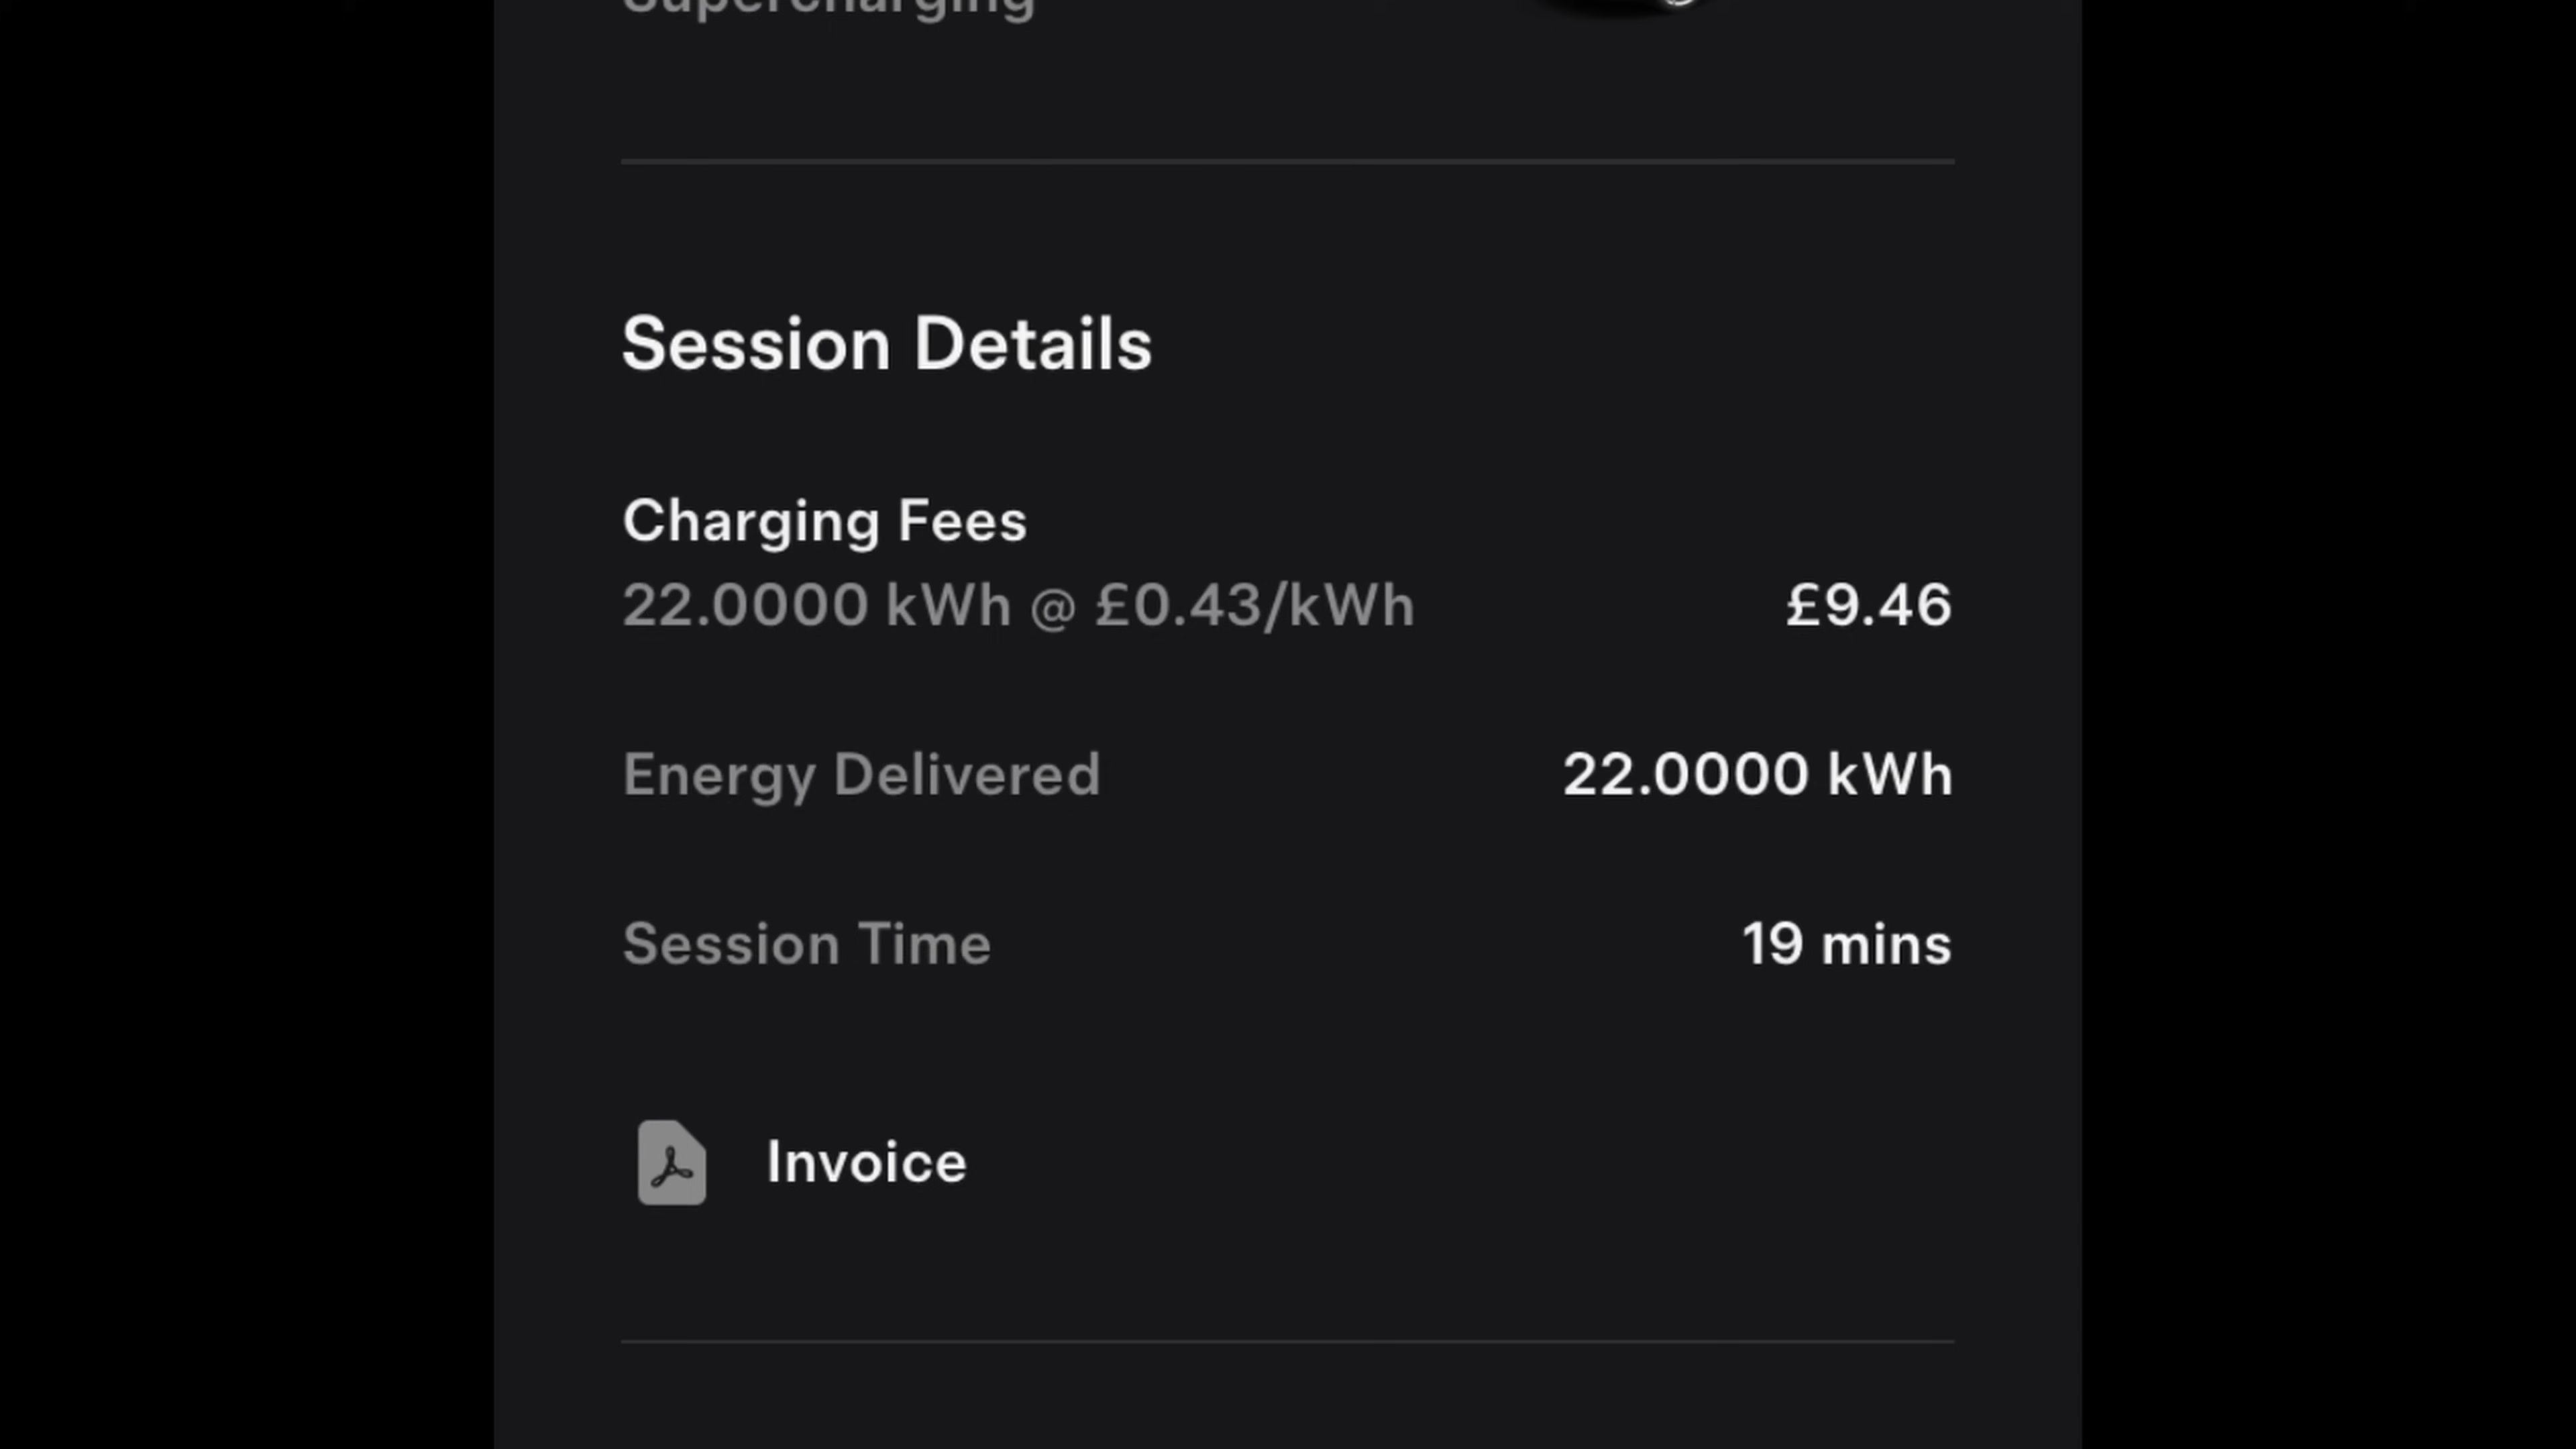 Supercharging
Session Details
Charging Fees
22.0000 kWh @ £0.43/kWh £9.46
Energy Delivered 22.0000 kWh
Session Time 19 mins
Invoice